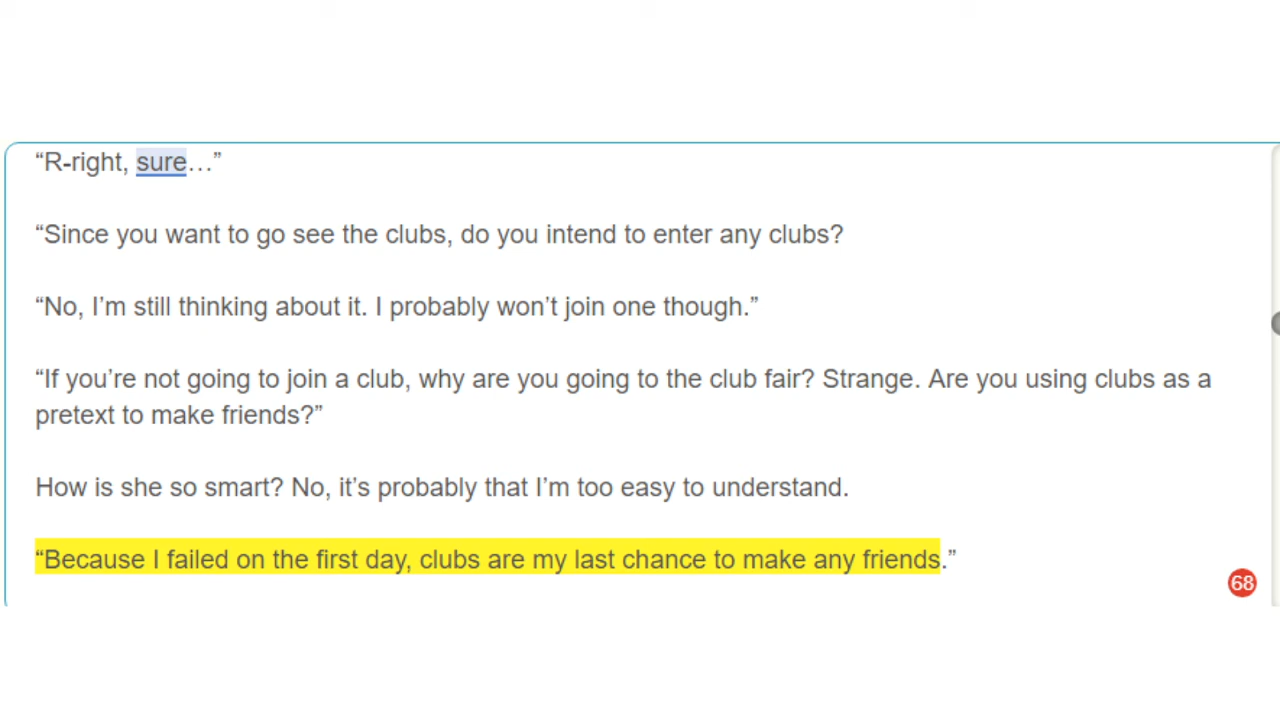 “R-right, sure…”
“Since you want to go see the clubs, do you intend to enter any clubs?
“No, I’m still thinking about it. I probably won’t join one though.”
“If you’re not going to join a club, why are you going to the club fair? Strange. Are you using clubs as a
pretext to make friends?”
How is she so smart? No, it’s probably that I’m too easy to understand.
“Because I failed on the first day, clubs are my last chance to make any friends.”
68